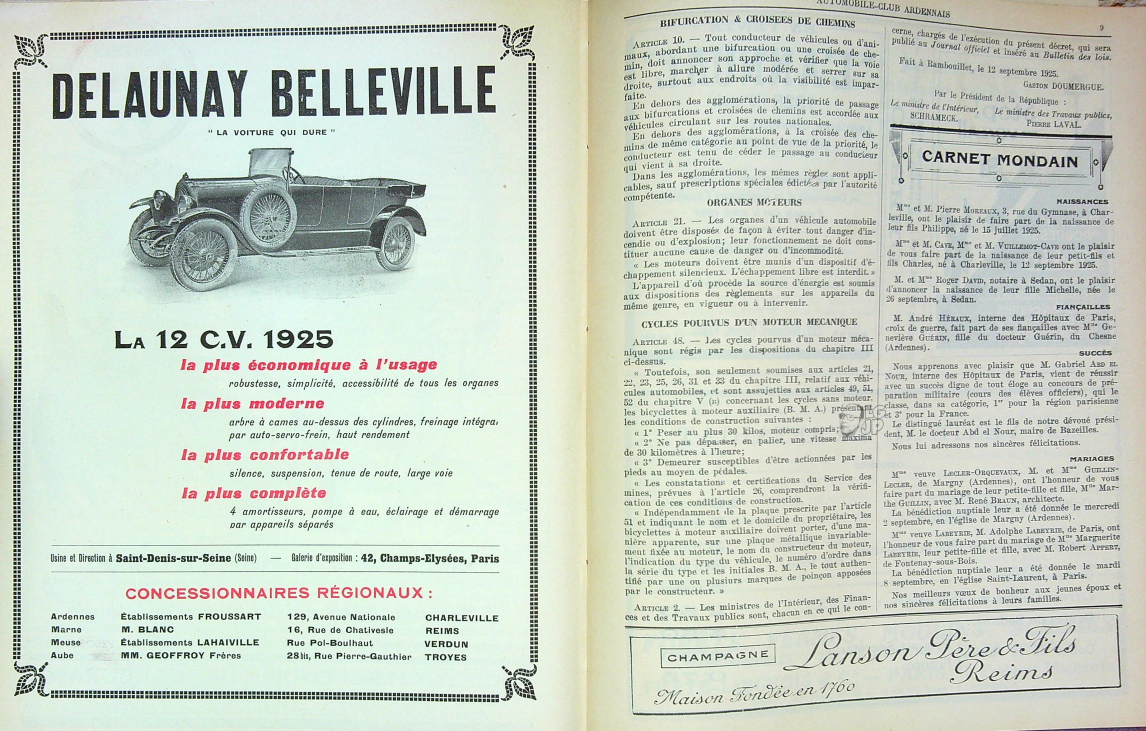 DELAUNAY BELLEVILLE
" LA VOITURE QUI DURE "
LA 12 C.V. 1925
la plus économique à l'usage
robustesse, simplicité, accessibilité de tous les organes
la plus moderne
arbre à cames au-dessus des cylindres, freinage intégral
par auto-servo-frein, haut rendement
la plus confortable
silence, suspension, tenue de route, large voie
la plus complète
4 amortisseurs, pompe à eau, éclairage et démarrage
par appareils séparés
Usine et Direction à Saint-Denis-sur-Seine (Seine) — Galerie d'exposition : 42, Champs-Elysées, Paris
CONCESSIONNAIRES RÉGIONAUX :
Ardennes Établissements FROUSSART 129, Avenue Nationale CHARLEVILLE
Marne M. BLANC 16, Rue de Chativesle REIMS
Meuse Établissements LAHAIVILLE Rue Pol-Boulhaut VERDUN
Aube MM. GEOFFROY Frères 28bis, Rue Pierre-Gauthier TROYES
AUTOMOBILE-CLUB ARDENNAIS
9
BIFURCATION & CROISEES DE CHEMINS
ARTICLE 10. — Tout conducteur de véhicules ou d'ani-
maux, abordant une bifurcation ou une croisée de che-
min, doit annoncer son approche et vérifier que la voie
est libre, marcher à allure modérée et serrer sur sa
droite, surtout aux endroits où la visibilité est impar-
faite.
En dehors des agglomérations, la priorité de passage
aux bifurcations et croisées de chemins est accordée aux
véhicules circulant sur les routes nationales.
En dehors des agglomérations, à la croisée des che-
mins de même catégorie au point de vue de la priorité, le
conducteur est tenu de céder le passage au conducteur
qui vient à sa droite.
Dans les agglomérations, les mêmes règles sont appli-
cables, sauf prescriptions spéciales édictées par l'autorité
compétente.
ORGANES MOTEURS
ARTICLE 21. — Les organes d'un véhicule automobile
doivent être disposés de façon à éviter tout danger d'in-
cendie ou d'explosion; leur fonctionnement ne doit cons-
tituer aucune cause de danger ou d'incommodité.
« Les moteurs doivent être munis d'un dispositif d'é-
chappement silencieux. L'échappement libre est interdit. »
L'appareil d'où procède la source d'énergie est soumis
aux dispositions des règlements sur les appareils du
même genre, en vigueur ou à intervenir.
CYCLES POURVUS D'UN MOTEUR MECANIQUE
ARTICLE 48. — Les cycles pourvus d'un moteur méca-
nique sont régis par les dispositions du chapitre III
ci-dessus.
« Toutefois, son seulement soumises aux articles 21,
22, 23, 25, 26, 31 et 33 du chapitre III, relatif aux véhi-
cules automobiles, et sont assujetties aux articles 49, 51,
52 du chapitre V (n) concernant les cycles sans moteur,
les bicyclettes à moteur auxiliaire (B. M. A.) présentant
les conditions de construction suivantes :
« 1° Peser au plus 30 kilos, moteur compris;
« 2° Ne pas dépasser, en palier, une vitesse maxima
de 30 kilomètres à l'heure;
« 3° Demeurer susceptibles d'être actionnées par les
pieds au moyen de pédales.
« Les constatations et certifications du Service des
mines, prévues à l'article 26, comprendront la vérifi-
cation de ces conditions de construction.
« Indépendamment de la plaque prescrite par l'article
51 et indiquant le nom et le domicile du propriétaire, les
bicyclettes à moteur auxiliaire doivent porter, d'une ma-
nière apparente, sur une plaque métallique invariable-
ment fixée au moteur, le nom du constructeur du moteur,
l'indication du type du véhicule, le numéro d'ordre dans
la série du type et les initiales B. M. A., le tout authen-
tifié par une ou plusieurs marques de poinçon apposées
par le constructeur. »
ARTICLE 2. — Les ministres de l'Intérieur, des Finan-
ces et des Travaux publics sont, chacun en ce qui le con-
cerne, chargés de l'exécution du présent décret, qui sera
publié au Journal officiel et inséré au Bulletin des lois.
Fait à Rambouillet, le 12 septembre 1925.
GASTON DOUMERGUE.
Par le Président de la République :
Le ministre de l'Intérieur, Le ministre des Travaux publics,
SCHRAMECK. PIERRE LAVAL.
CARNET MONDAIN
NAISSANCES
Mme et M. Pierre MOREAUX, 3, rue du Gymnase, à Char-
leville, ont le plaisir de faire part de la naissance de
leur fils Philippe, né le 15 juillet 1925.
Mme et M. CAVE, Mme et M. VUILLEMOT-CAVE ont le plaisir
de vous faire part de la naissance de leur petit-fils et
fils Charles, né à Charleville, le 12 septembre 1925.
M. et Mme Roger DAVID, notaire à Sedan, ont le plaisir
d'annoncer la naissance de leur fille Michelle, née le
26 septembre, à Sedan.
FIANÇAILLES
M. André HÉRAUX, interne des Hôpitaux de Paris,
croix de guerre, fait part de ses fiançailles avec Mlle Ge-
neviève GUÉRIN, fille du docteur Guérin, du Chesne
(Ardennes).
SUCCÈS
Nous apprenons avec plaisir que M. Gabriel ABD EL
NOUR, interne des Hôpitaux de Paris, vient de réussir
avec un succès digne de tout éloge au concours de pré-
paration militaire (cours des élèves officiers), qui le
classe, dans sa catégorie, 1er pour la région parisienne
et 3e pour la France.
Le distingué lauréat est le fils de notre dévoué prési-
dent, M. le docteur Abd el Nour, maire de Bazeilles.
Nous lui adressons nos sincères félicitations.
MARIAGES
Mme veuve LECLER-ORQUEVAUX, M. et Mme GUILLIN-
LECLER, de Margny (Ardennes), ont l'honneur de vous
faire part du mariage de leur petite-fille et fille, Mlle Mar-
the GUILLIN, avec M. René BRAUN, architecte.
La bénédiction nuptiale leur a été donnée le mercredi
2 septembre, en l'église de Margny (Ardennes).
Mme veuve LABEYRIE, M. Adolphe LABEYRIE, de Paris, ont
l'honneur de vous faire part du mariage de Mlle Marguerite
LABEYRIE, leur petite-fille et fille, avec M. Robert APPERT,
de Fontenay-sous-Bois.
La bénédiction nuptiale leur a été donnée le mardi
8 septembre, en l'église Saint-Laurent, à Paris.
Nos meilleurs vœux de bonheur aux jeunes époux et
nos sincères félicitations à leurs familles.
CHAMPAGNE
Lanson Père & Fils
Reims
Maison Fondée en 1760